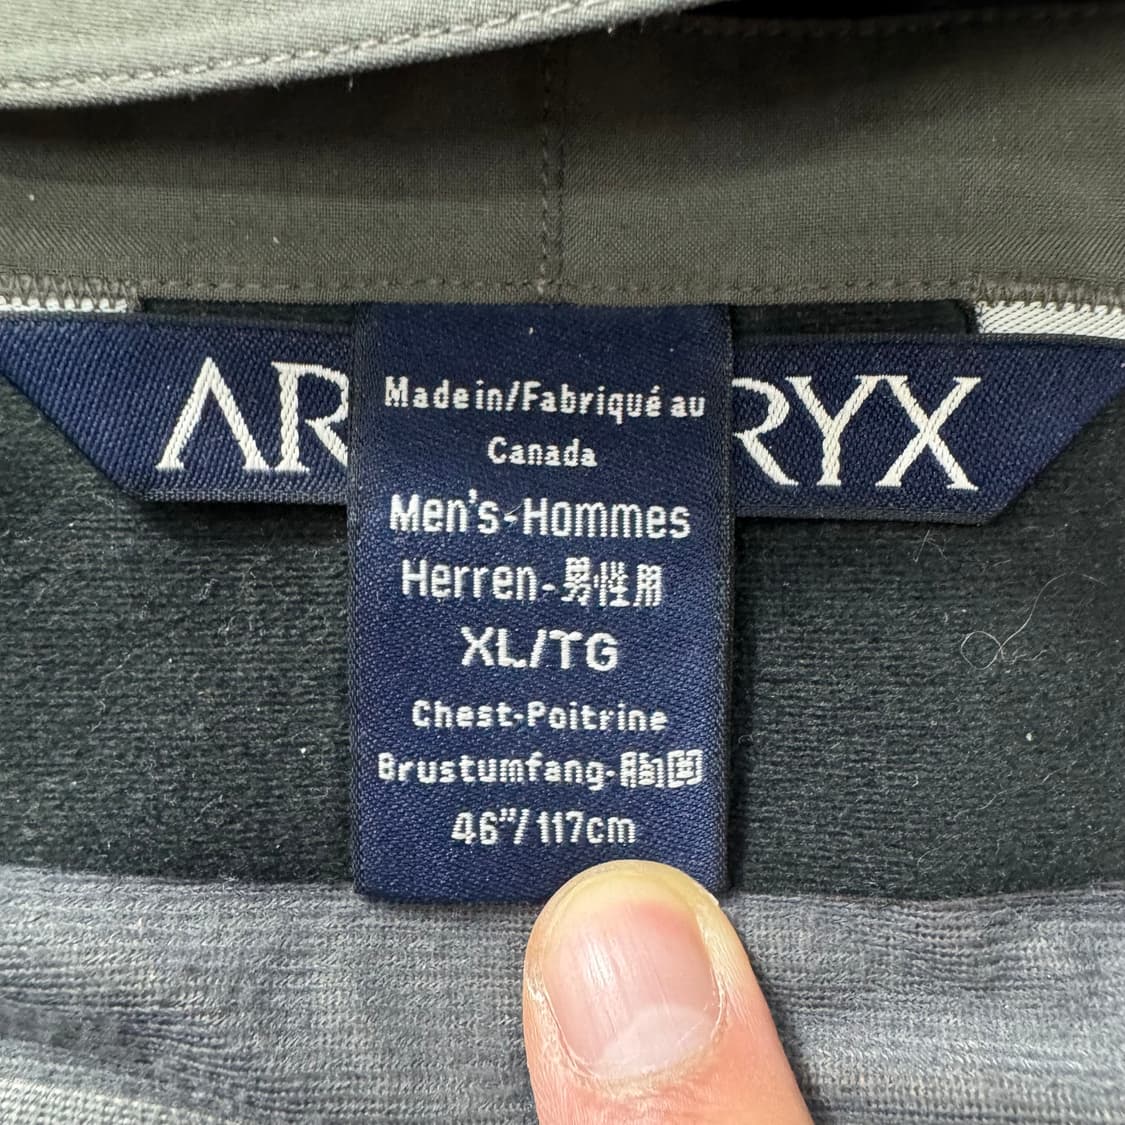 AR RYX
Made in/Fabriqué au
Canada
Men's-Hommes
Herren-男性用
XL/TG
Chest-Poitrine
Brustumfang-胸囲
46"/117cm